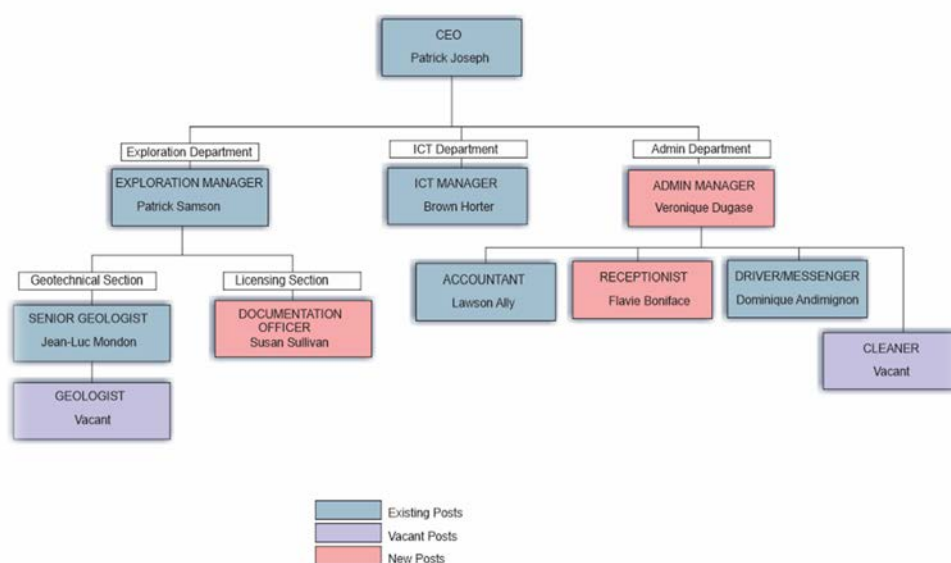 CEO
Patrick Joseph
Exploration Department
ICT Department
Admin Department
EXPLORATION MANAGER
Patrick Samson
ICT MANAGER
Brown Horter
ADMIN MANAGER
Veronique Dugase
Geotechnical Section
Licensing Section
ACCOUNTANT
Lawson Ally
RECEPTIONIST
Flavie Boniface
DRIVER/MESSENGER
Dominique Andimignon
SENIOR GEOLOGIST
Jean-Luc Mondon
DOCUMENTATION
OFFICER
Susan Sullivan
CLEANER
Vacant
GEOLOGIST
Vacant
Existing Posts
Vacant Posts
New Posts